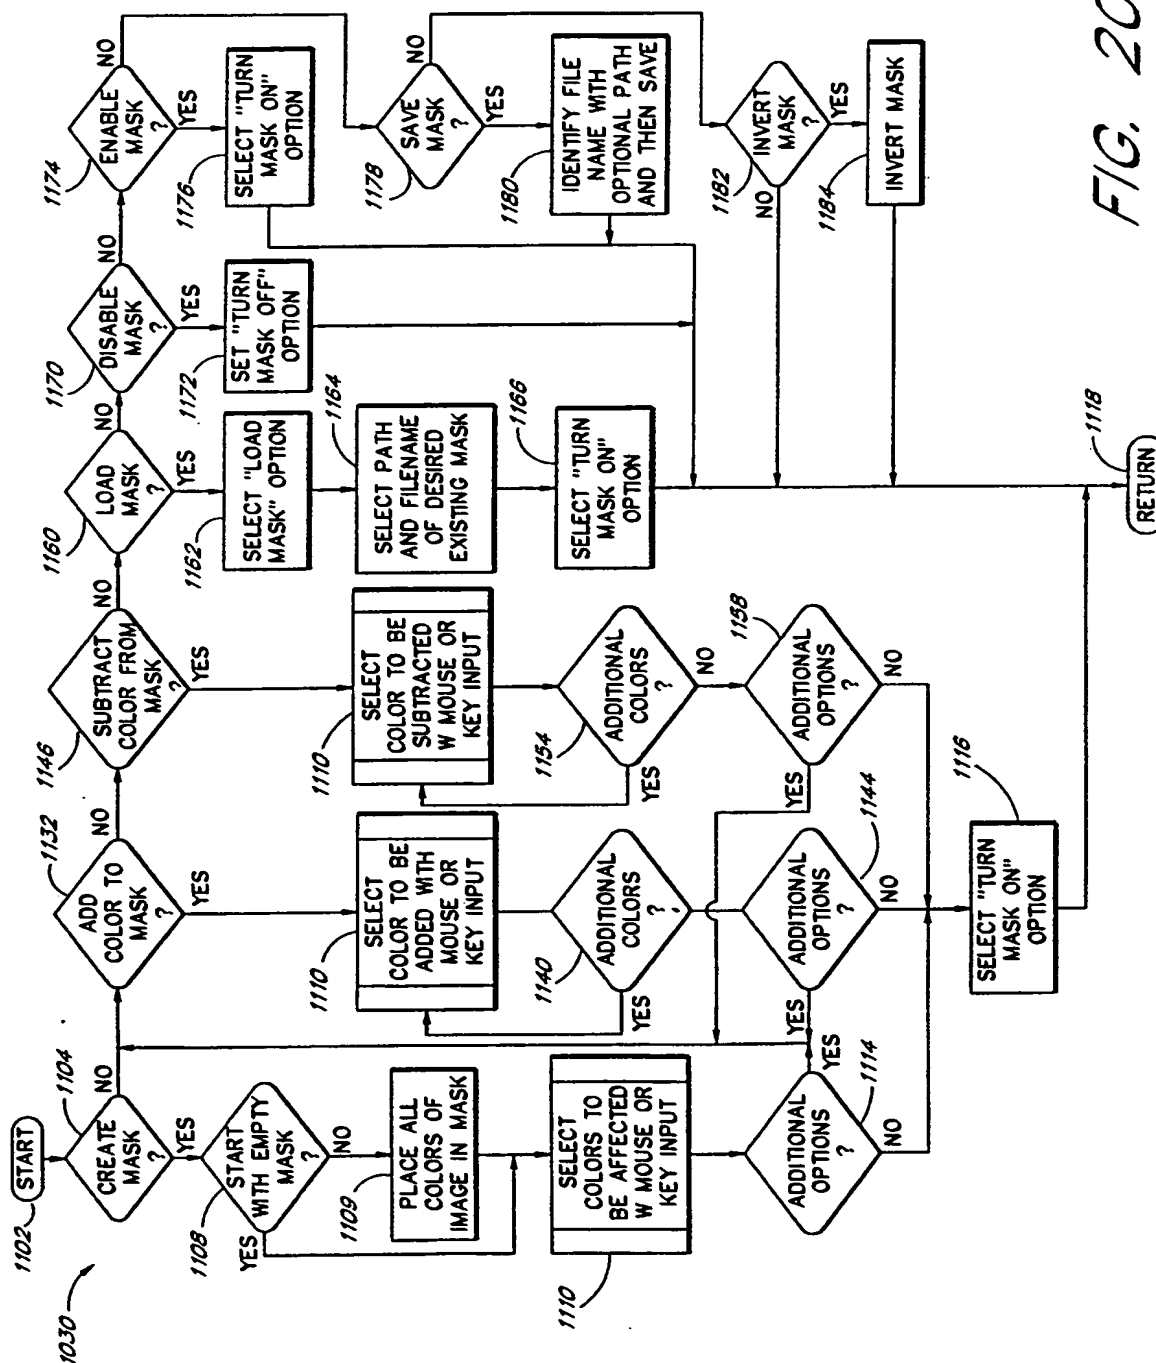 1030
1102
START
1104
CREATE
MASK
?
NO
YES
1108
START
WITH EMPTY
MASK
?
YES
NO
1109
PLACE ALL
COLORS OF
IMAGE IN MASK
1110
SELECT
COLORS TO
BE AFFECTED
W MOUSE OR
KEY INPUT
1114
ADDITIONAL
OPTIONS
?
YES
NO
1132
ADD
COLOR TO
MASK
?
NO
YES
1110
SELECT
COLOR TO BE
ADDED WITH
MOUSE OR
KEY INPUT
1140
ADDITIONAL
COLORS
?
YES
1144
ADDITIONAL
OPTIONS
?
YES
NO
1146
SUBTRACT
COLOR FROM
MASK
?
NO
YES
1110
SELECT
COLOR TO BE
SUBTRACTED
W MOUSE OR
KEY INPUT
1154
ADDITIONAL
COLORS
?
YES
NO
1158
ADDITIONAL
OPTIONS
?
YES
NO
1116
SELECT "TURN
MASK ON"
OPTION
1160
LOAD
MASK
?
NO
YES
1162
SELECT "LOAD
MASK" OPTION
1164
SELECT PATH
AND FILENAME
OF DESIRED
EXISTING MASK
1166
SELECT "TURN
MASK ON"
OPTION
1170
DISABLE
MASK
?
NO
YES
1172
SET "TURN
MASK OFF"
OPTION
1174
ENABLE
MASK
?
NO
YES
1176
SELECT "TURN
MASK ON"
OPTION
1178
SAVE
MASK
?
NO
YES
1180
IDENTIFY FILE
NAME WITH
OPTIONAL PATH
AND THEN SAVE
1182
INVERT
MASK
?
NO
YES
1184
INVERT MASK
1118
RETURN
FIG. 20